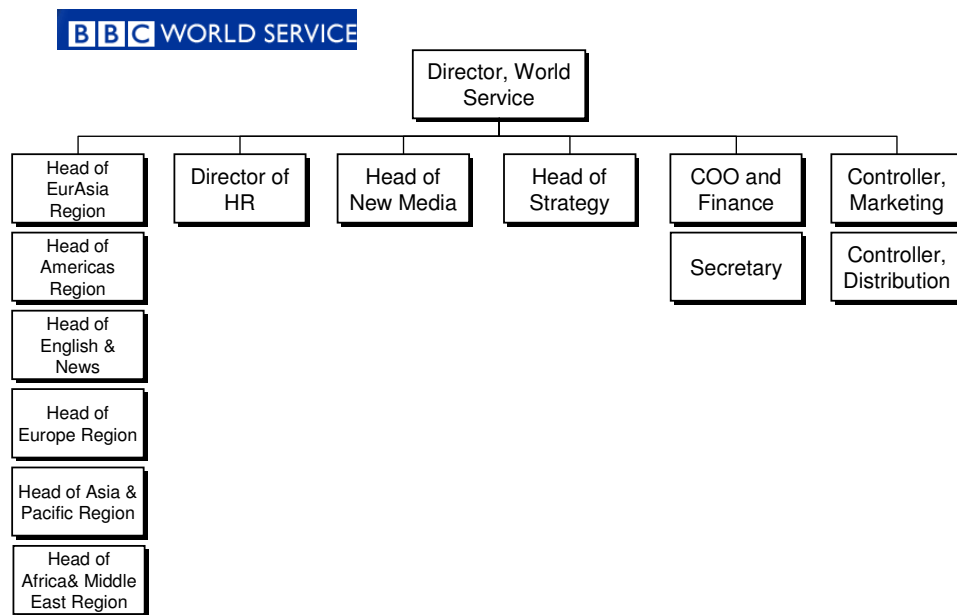 BBC WORLD SERVICE
Director, World
Service
Head of
EurAsia
Region
Director of
HR
Head of
New Media
Head of
Strategy
COO and
Finance
Controller,
Marketing
Head of
Americas
Region
Secretary
Controller,
Distribution
Head of
English &
News
Head of
Europe Region
Head of Asia &
Pacific Region
Head of
Africa& Middle
East Region